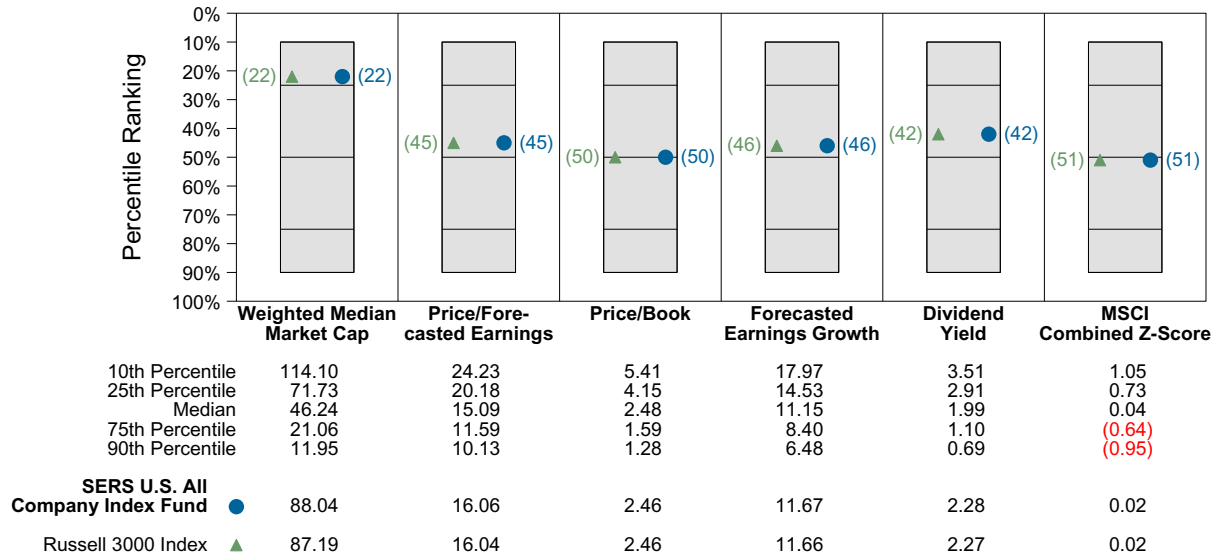 0%
10%
20%
30%
40%
50%
60%
70%
80%
90%
100%
Percentile Ranking
(22) (22)
(45) (45)
(50) (50)
(46) (46)
(42) (42)
(51) (51)
Weighted Median
Market Cap
Price/Fore-
casted Earnings
Price/Book
Forecasted
Earnings Growth
Dividend
Yield
MSCI
Combined Z-Score
10th Percentile 114.10 24.23 5.41 17.97 3.51 1.05
25th Percentile 71.73 20.18 4.15 14.53 2.91 0.73
Median 46.24 15.09 2.48 11.15 1.99 0.04
75th Percentile 21.06 11.59 1.59 8.40 1.10 (0.64)
90th Percentile 11.95 10.13 1.28 6.48 0.69 (0.95)
SERS U.S. All
Company Index Fund 88.04 16.06 2.46 11.67 2.28 0.02
Russell 3000 Index 87.19 16.04 2.46 11.66 2.27 0.02